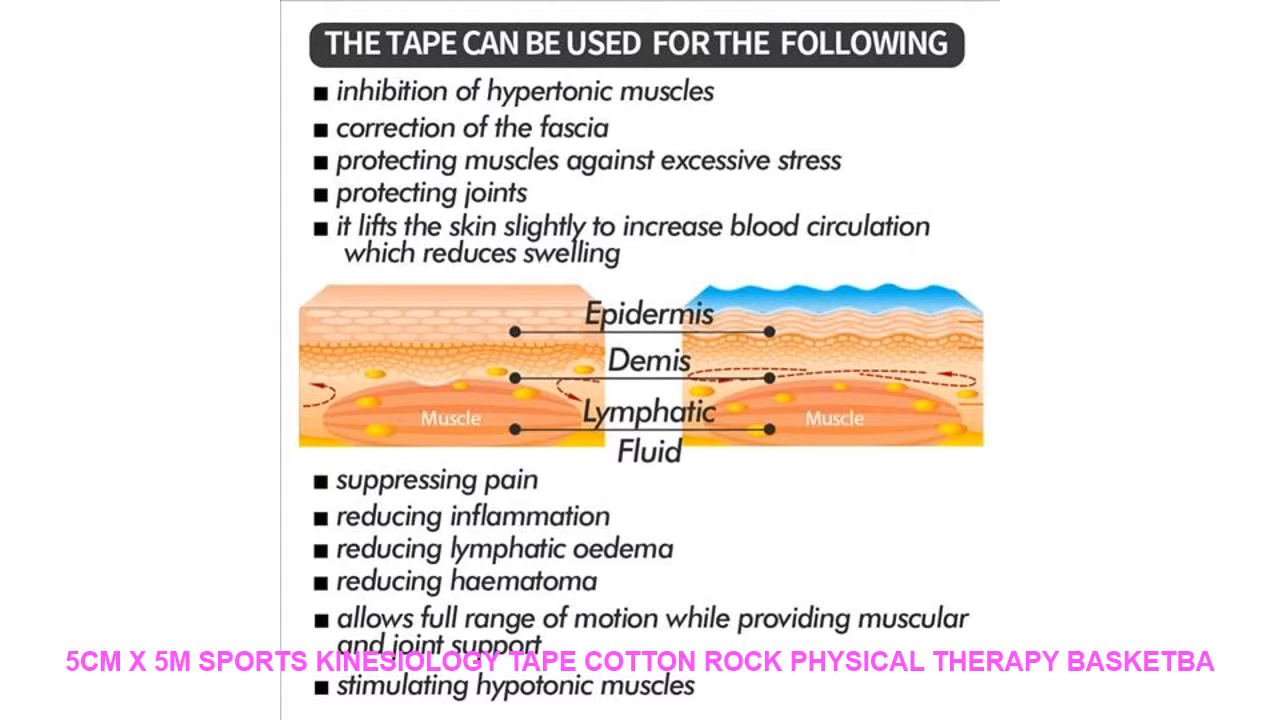 THE TAPE CAN BE USED FOR THE FOLLOWING
■ inhibition of hypertonic muscles
■ correction of the fascia
■ protecting muscles against excessive stress
■ protecting joints
■ it lifts the skin slightly to increase blood circulation
which reduces swelling
Epidermis
Demis
Lymphatic
Muscle
Muscle
Fluid
■ suppressing pain
■ reducing inflammation
■ reducing lymphatic oedema
■ reducing haematoma
■ allows full range of motion while providing muscular
and joint support
5CM X 5M SPORTS KINESIOLOGY TAPE COTTON ROCK PHYSICAL THERAPY BASKETBA
■ stimulating hypotonic muscles